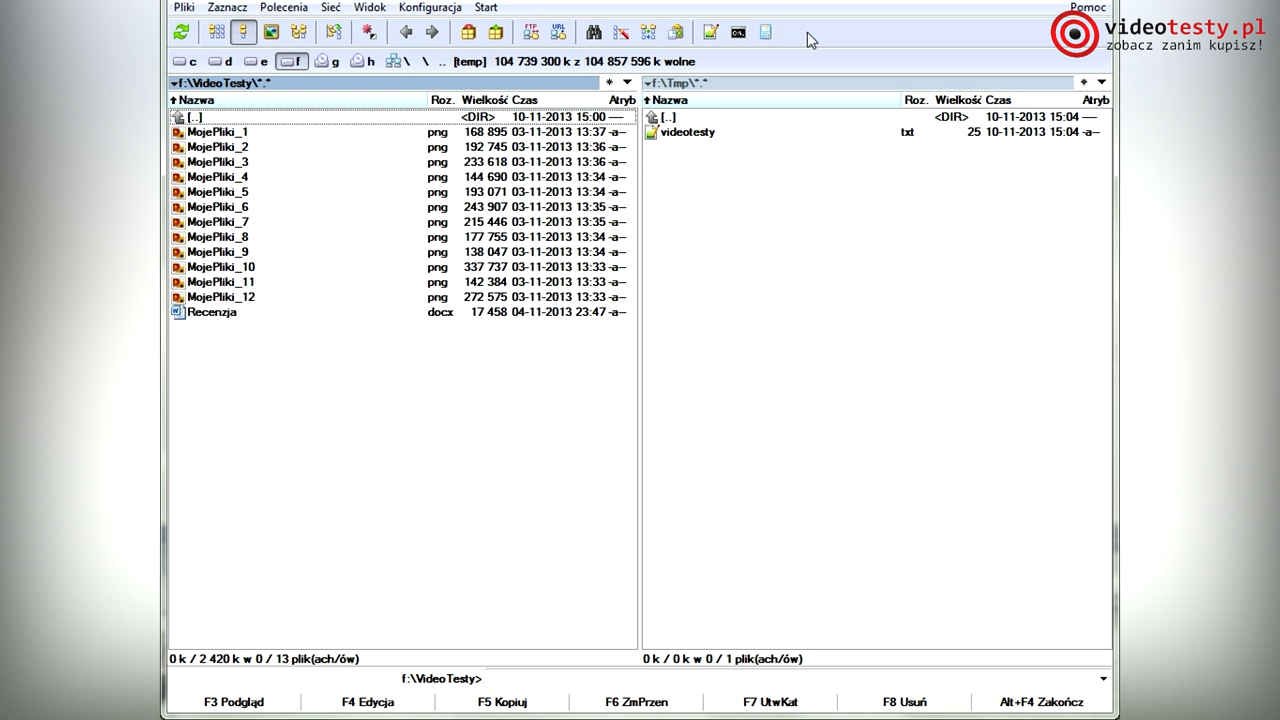 Pliki Zaznacz Polecenia Sieć Widok Konfiguracja Start Pomoc
videotesty.pl
zobacz zanim kupisz!
FTP URL
c d e f g h \ \ .. [temp] 104 739 300 k z 104 857 596 k wolne
f:\VideoTesty\*.* * f:\Tmp\*.* *
Nazwa Roz. Wielkość Czas Atryb Nazwa Roz. Wielkość Czas Atryb
[..] <DIR> 10-11-2013 15:00 ---- [..] <DIR> 10-11-2013 15:04 ----
MojePliki_1 png 168 895 03-11-2013 13:37 -a-- videotesty txt 25 10-11-2013 15:04 -a--
MojePliki_2 png 192 745 03-11-2013 13:36 -a--
MojePliki_3 png 233 618 03-11-2013 13:36 -a--
MojePliki_4 png 144 690 03-11-2013 13:34 -a--
MojePliki_5 png 193 071 03-11-2013 13:34 -a--
MojePliki_6 png 243 907 03-11-2013 13:35 -a--
MojePliki_7 png 215 446 03-11-2013 13:35 -a--
MojePliki_8 png 177 755 03-11-2013 13:34 -a--
MojePliki_9 png 138 047 03-11-2013 13:34 -a--
MojePliki_10 png 337 737 03-11-2013 13:33 -a--
MojePliki_11 png 142 384 03-11-2013 13:33 -a--
MojePliki_12 png 272 575 03-11-2013 13:33 -a--
Recenzja docx 17 458 04-11-2013 23:47 -a--
0 k / 2 420 k w 0 / 13 plik(ach/ów) 0 k / 0 k w 0 / 1 plik(ach/ów)
f:\VideoTesty>
F3 Podgląd F4 Edycja F5 Kopiuj F6 ZmPrzen F7 UtwKat F8 Usuń Alt+F4 Zakończ